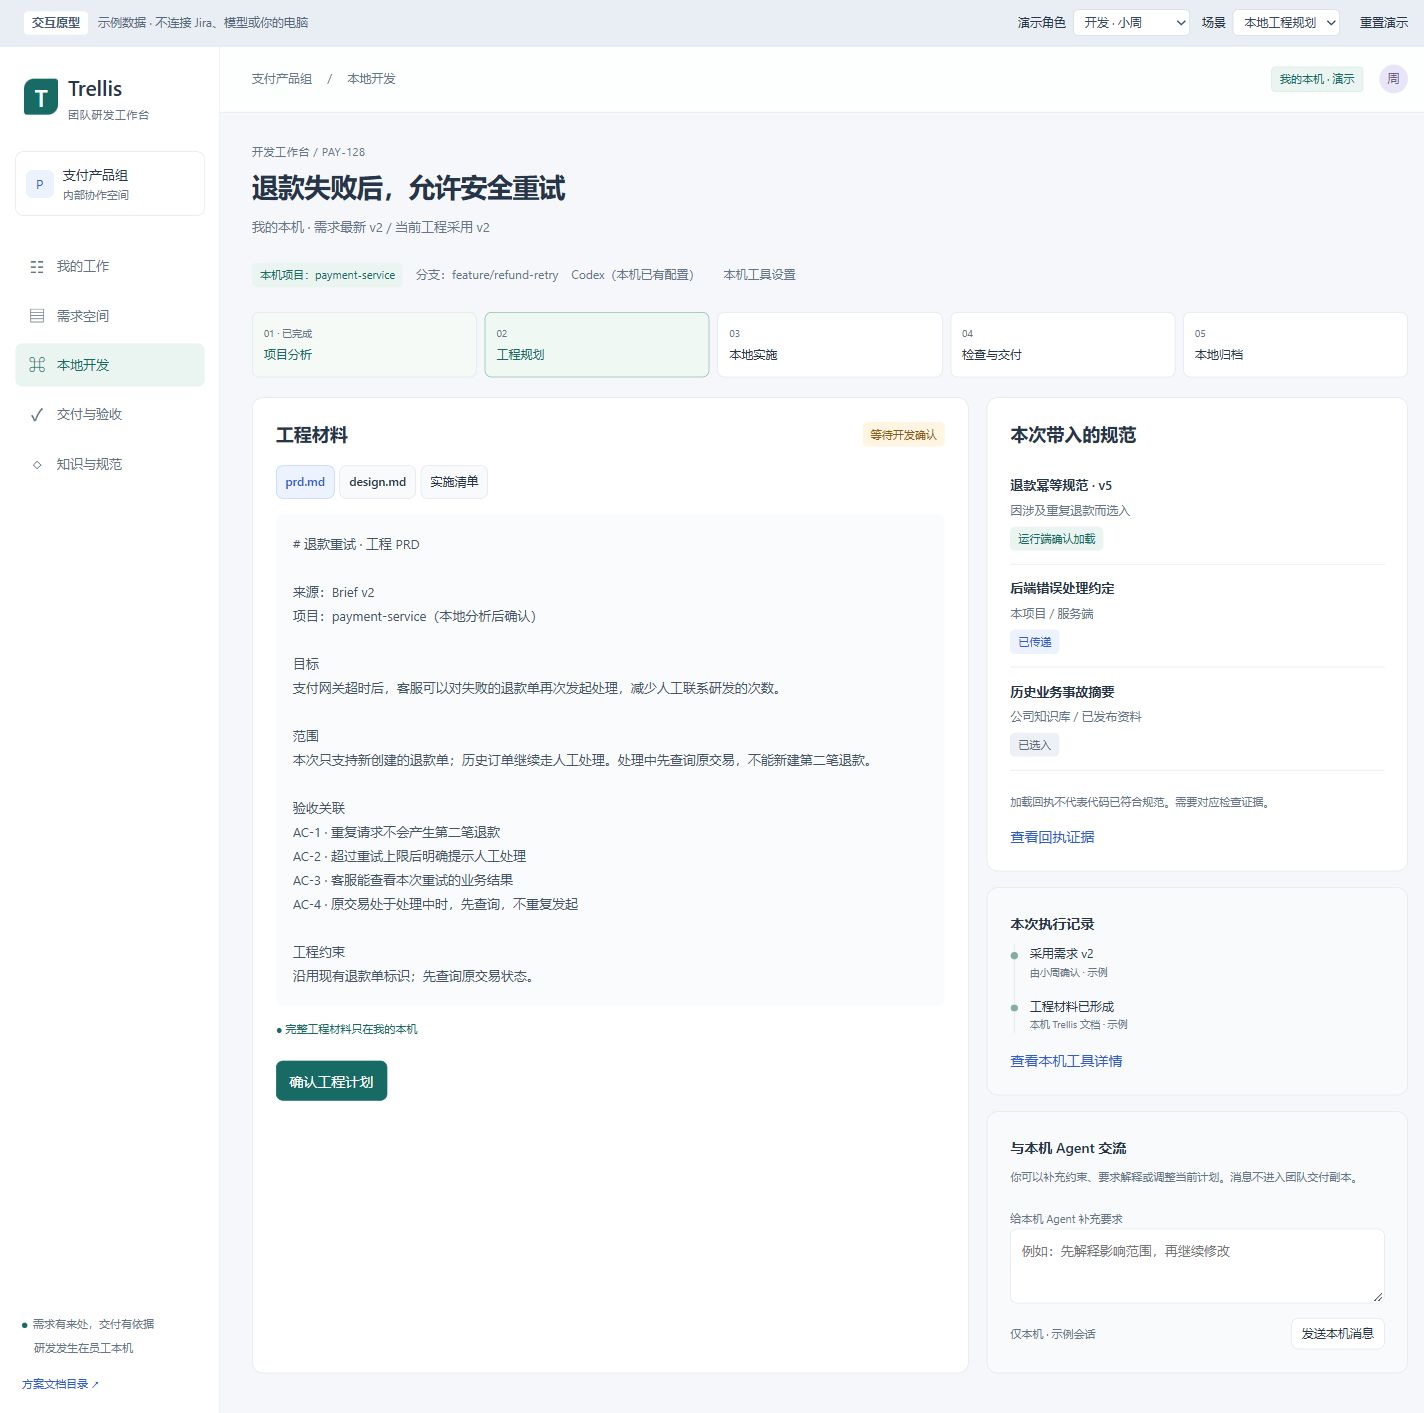 交互原型 示例数据 · 不连接 Jira、模型或你的电脑 演示角色 开发 · 小周 场景 本地工程规划 重置演示
T Trellis
团队研发工作台
P 支付产品组
内部协作空间
我的工作
需求空间
本地开发
交付与验收
知识与规范
需求有来处，交付有依据
研发发生在员工本机
方案文档目录 ↗
支付产品组 / 本地开发 我的本机 · 演示 周
开发工作台 / PAY-128
退款失败后，允许安全重试
我的本机 · 需求最新 v2 / 当前工程采用 v2
本机项目：payment-service 分支：feature/refund-retry Codex（本机已有配置） 本机工具设置
01 · 已完成
项目分析
02
工程规划
03
本地实施
04
检查与交付
05
本地归档
工程材料 等待开发确认
prd.md design.md 实施清单
# 退款重试 · 工程 PRD
来源：Brief v2
项目：payment-service（本地分析后确认）
目标
支付网关超时后，客服可以对失败的退款单再次发起处理，减少人工联系研发的次数。
范围
本次只支持新创建的退款单；历史订单继续走人工处理。处理中先查询原交易，不能新建第二笔退款。
验收关联
AC-1 · 重复请求不会产生第二笔退款
AC-2 · 超过重试上限后明确提示人工处理
AC-3 · 客服能查看本次重试的业务结果
AC-4 · 原交易处于处理中时，先查询，不重复发起
工程约束
沿用现有退款单标识；先查询原交易状态。
完整工程材料只在我的本机
确认工程计划
本次带入的规范
退款幂等规范 · v5
因涉及重复退款而选入
运行端确认加载
后端错误处理约定
本项目 / 服务端
已传递
历史业务事故摘要
公司知识库 / 已发布资料
已选入
加载回执不代表代码已符合规范。需要对应检查证据。
查看回执证据
本次执行记录
采用需求 v2
由小周确认 · 示例
工程材料已形成
本机 Trellis 文档 · 示例
查看本机工具详情
与本机 Agent 交流
你可以补充约束、要求解释或调整当前计划。消息不进入团队交付副本。
给本机 Agent 补充要求
例如：先解释影响范围，再继续修改
仅本机 · 示例会话 发送本机消息